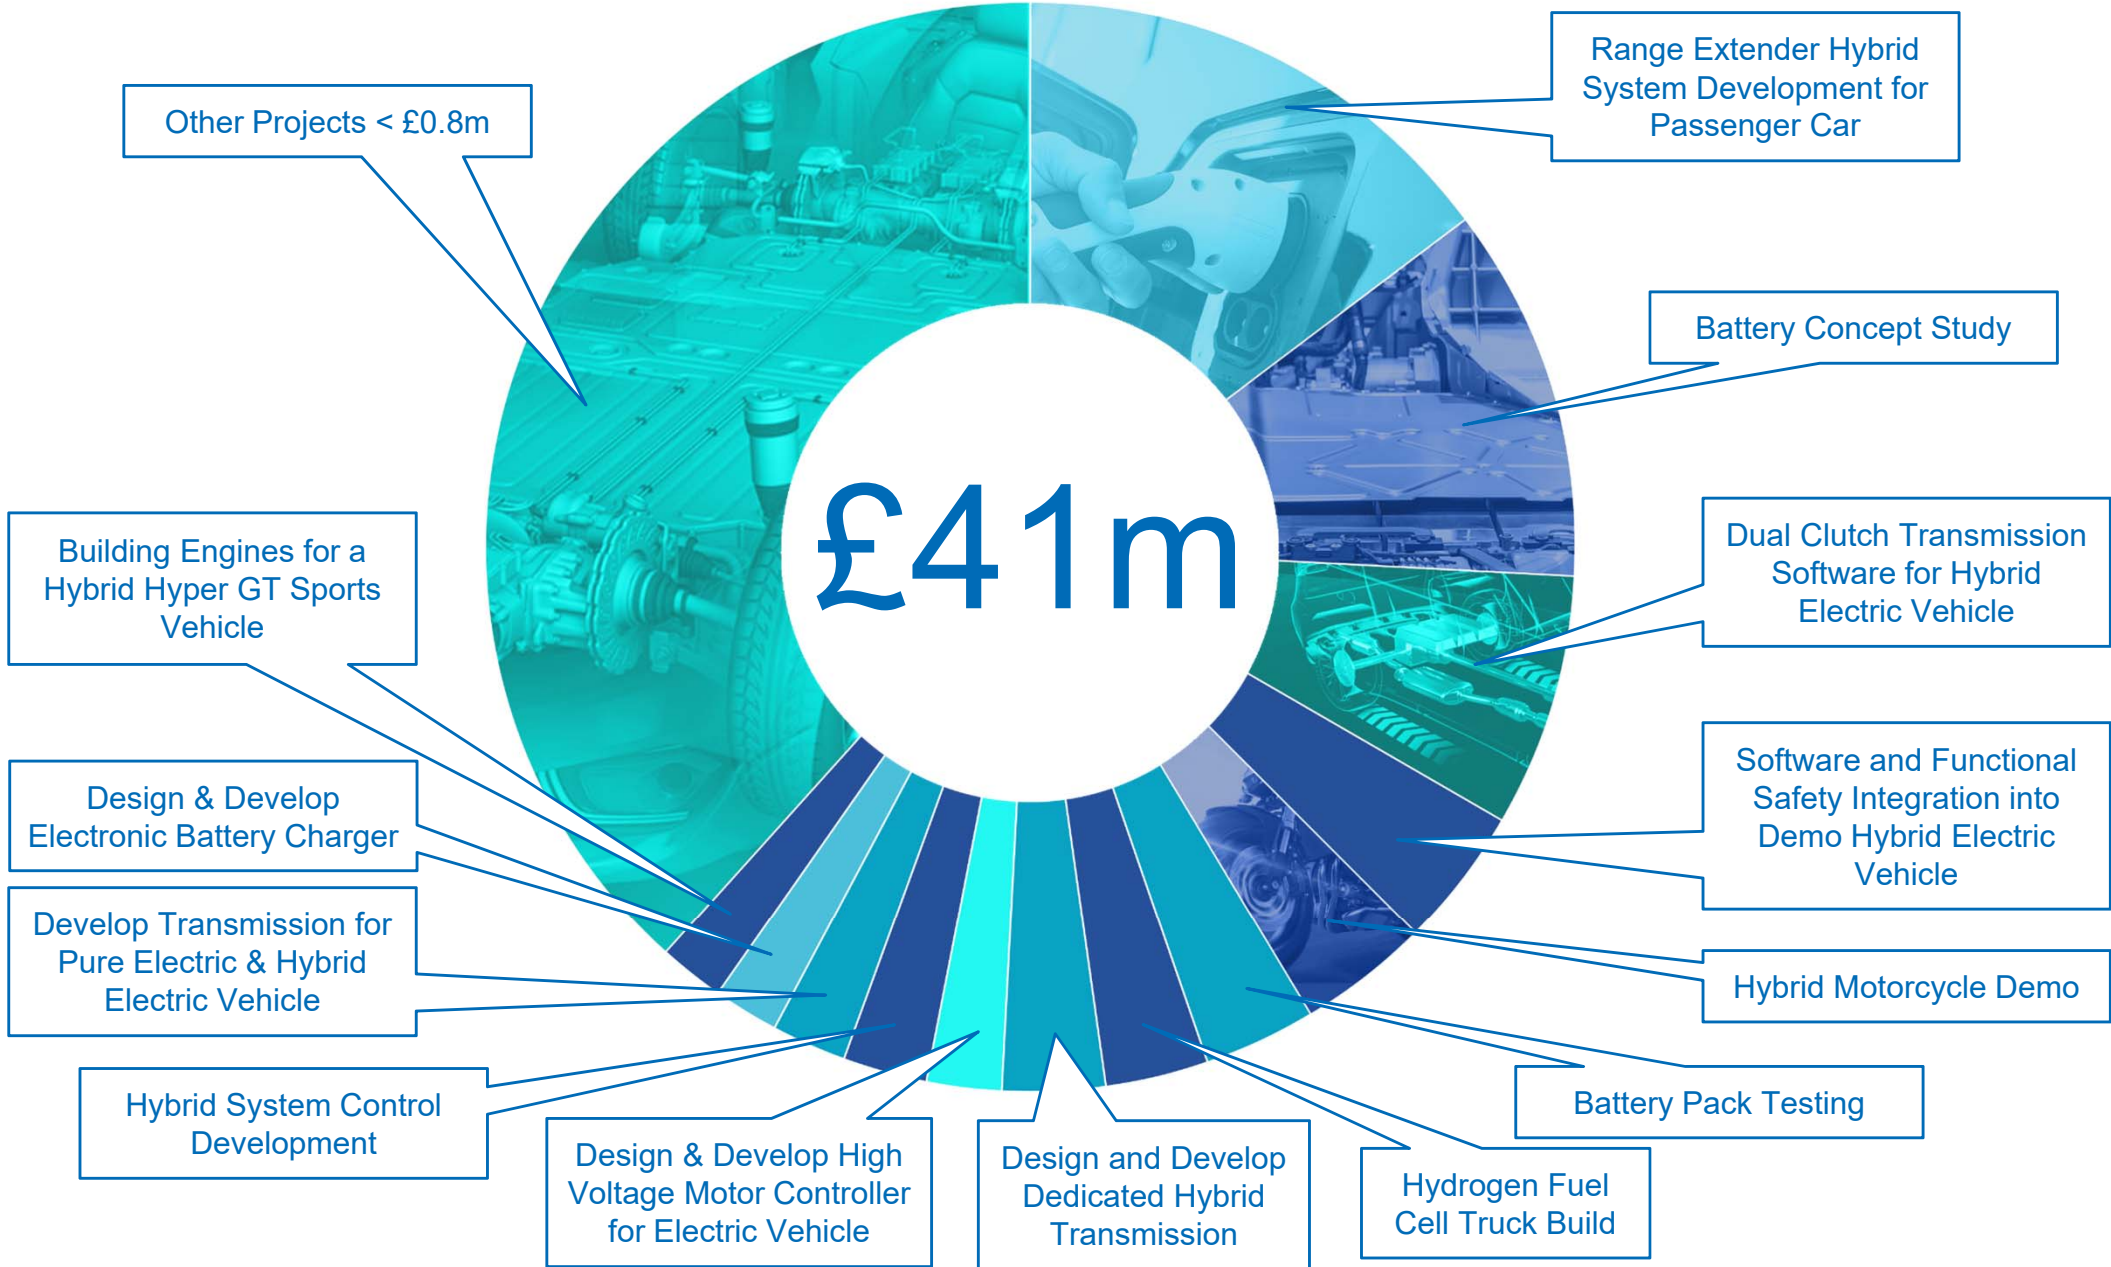 Range Extender Hybrid
System Development for
Passenger Car
Other Projects < £0.8m
Battery Concept Study
£41m
Dual Clutch Transmission
Software for Hybrid
Electric Vehicle
Building Engines for a
Hybrid Hyper GT Sports
Vehicle
Software and Functional
Safety Integration into
Demo Hybrid Electric
Vehicle
Design & Develop
Electronic Battery Charger
Develop Transmission for
Pure Electric & Hybrid
Electric Vehicle
Hybrid Motorcycle Demo
Hybrid System Control
Development
Battery Pack Testing
Design & Develop High
Voltage Motor Controller
for Electric Vehicle
Design and Develop
Dedicated Hybrid
Transmission
Hydrogen Fuel
Cell Truck Build